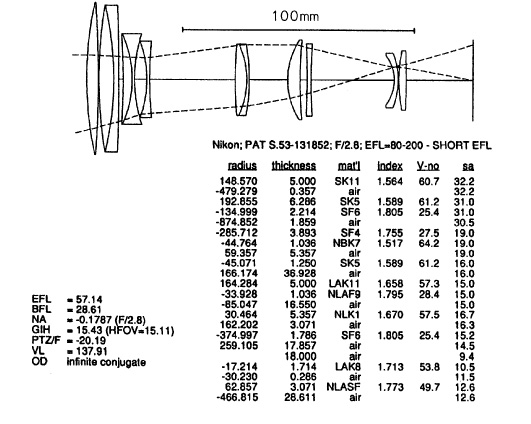 100mm
Nikon; PAT S.53-131852; F/2.8; EFL=80-200 - SHORT EFL
radius thickness mat'l index V-no sa
148.570 5.000 SK11 1.564 60.7 32.2
-479.279 0.357 air 32.2
192.855 6.286 SK5 1.589 61.2 31.0
-134.999 2.214 SF6 1.805 25.4 31.0
-874.852 1.859 air 30.5
-285.712 3.893 SF4 1.755 27.5 19.0
-44.764 1.036 NBK7 1.517 64.2 19.0
59.357 5.357 air 19.0
-45.071 1.250 SK5 1.589 61.2 16.0
166.174 36.928 air 16.0
164.284 5.000 LAK11 1.658 57.3 15.0
-33.928 1.036 NLAF9 1.795 28.4 15.0
-85.047 16.550 air 15.0
30.464 5.357 NLK1 1.670 57.5 16.7
162.202 3.071 air 16.3
-374.997 1.786 SF6 1.805 25.4 15.2
259.105 17.857 air 14.5
18.000 air 9.4
-17.214 1.714 LAK8 1.713 53.8 10.5
-30.230 0.286 air 11.5
62.857 3.071 NLASF 1.773 49.7 12.6
-466.815 28.611 air 12.6
EFL = 57.14
BFL = 28.61
NA = -0.1787 (F/2.8)
GIH = 15.43 (HFOV=15.11)
PTZ/F = -20.19
VL = 137.91
OD infinite conjugate